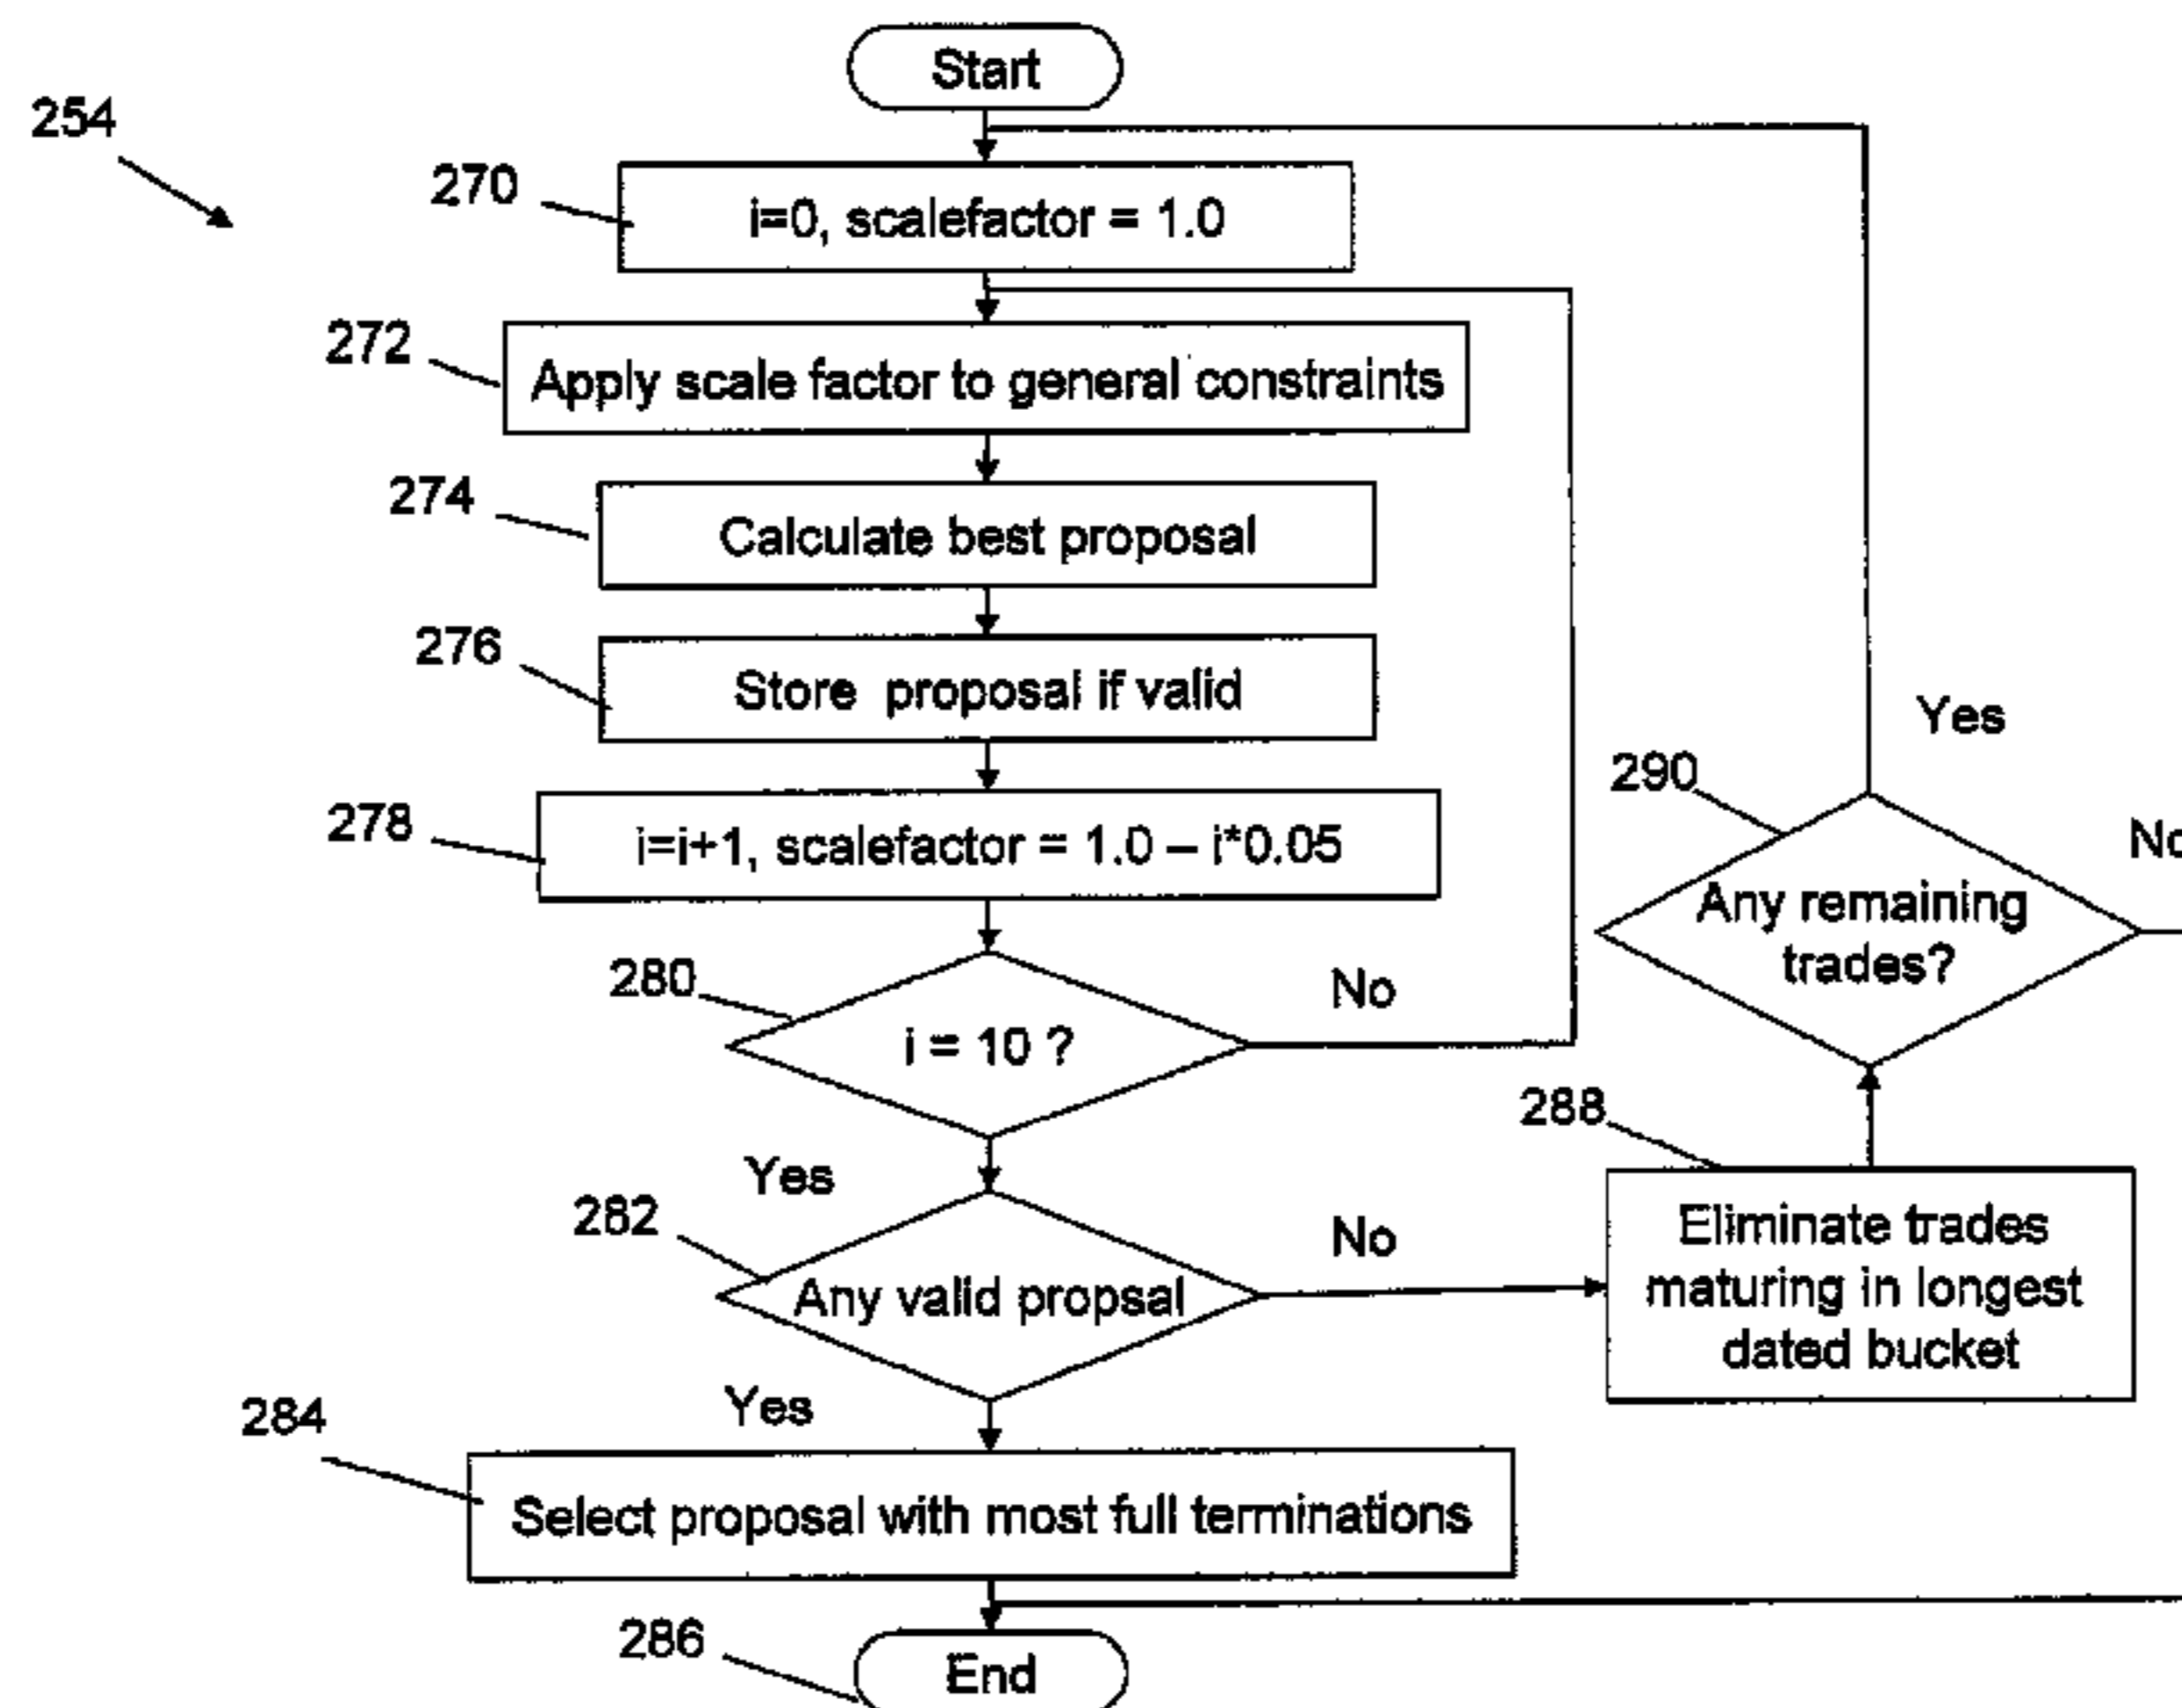 Start
254
270
i=0, scalefactor = 1.0
272
Apply scale factor to general constraints
274
Calculate best proposal
276
Store proposal if valid
Yes
290
278
i=i+1, scalefactor = 1.0 – i*0.05
No
Any remaining
trades?
280
No
i = 10 ?
288
Yes
282
No
Any valid propsal
Eliminate trades
maturing in longest
dated bucket
Yes
284
Select proposal with most full terminations
286
End